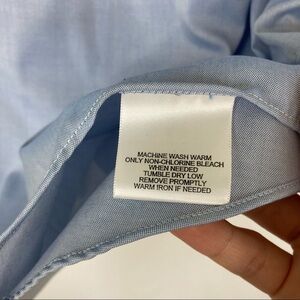 MACHINE WASH WARM
ONLY NON-CHLORINE BLEACH
WHEN NEEDED
TUMBLE DRY LOW
REMOVE PROMPTLY
WARM IRON IF NEEDED